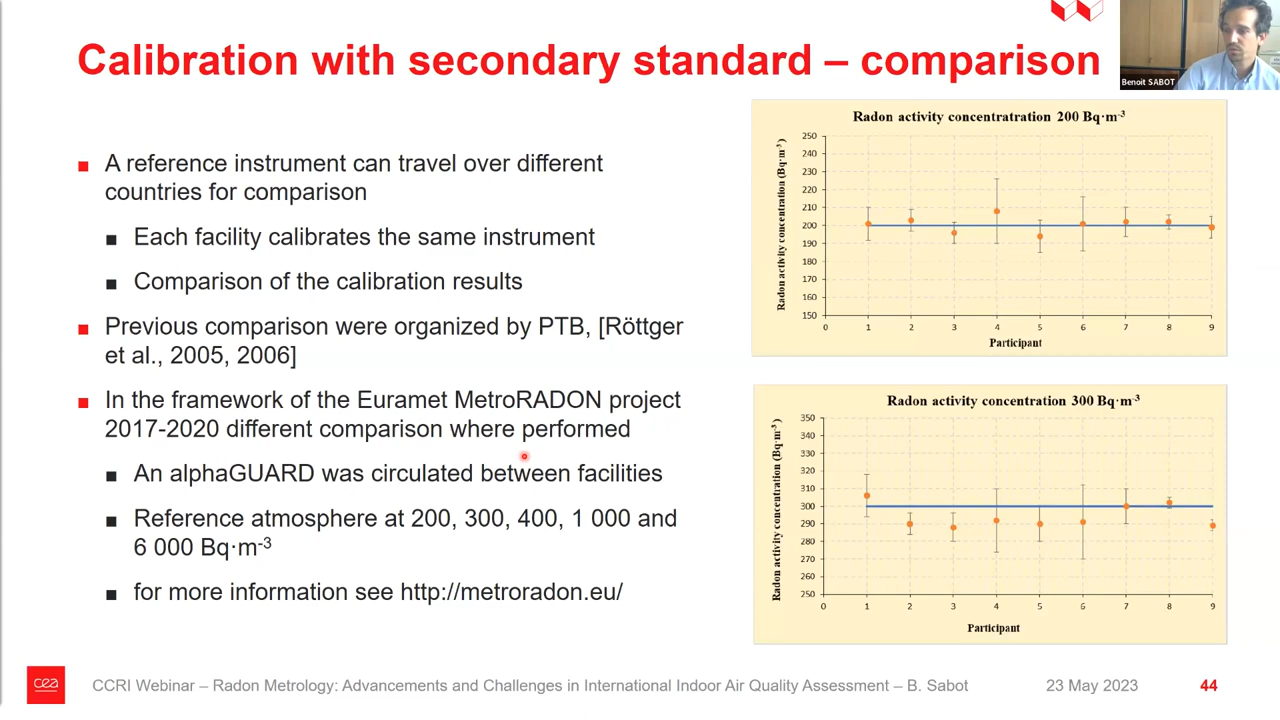 Calibration with secondary standard – comparison
Benoit SABOT
A reference instrument can travel over different
countries for comparison
Each facility calibrates the same instrument
Comparison of the calibration results
Previous comparison were organized by PTB, [Röttger
et al., 2005, 2006]
In the framework of the Euramet MetroRADON project
2017-2020 different comparison where performed
An alphaGUARD was circulated between facilities
Reference atmosphere at 200, 300, 400, 1 000 and
6 000 Bq·m-3
for more information see http://metroradon.eu/
Radon activity concentratration 200 Bq·m-3
Radon activity concentration (Bq·m-3)
250
240
230
220
210
200
190
180
170
160
150
0 1 2 3 4 5 6 7 8 9
Participant
Radon activity concentration 300 Bq·m-3
Radon activity concentration (Bq·m-3)
350
340
330
320
310
300
290
280
270
260
250
0 1 2 3 4 5 6 7 8 9
Participant
cea
CCRI Webinar – Radon Metrology: Advancements and Challenges in International Indoor Air Quality Assessment – B. Sabot
23 May 2023
44